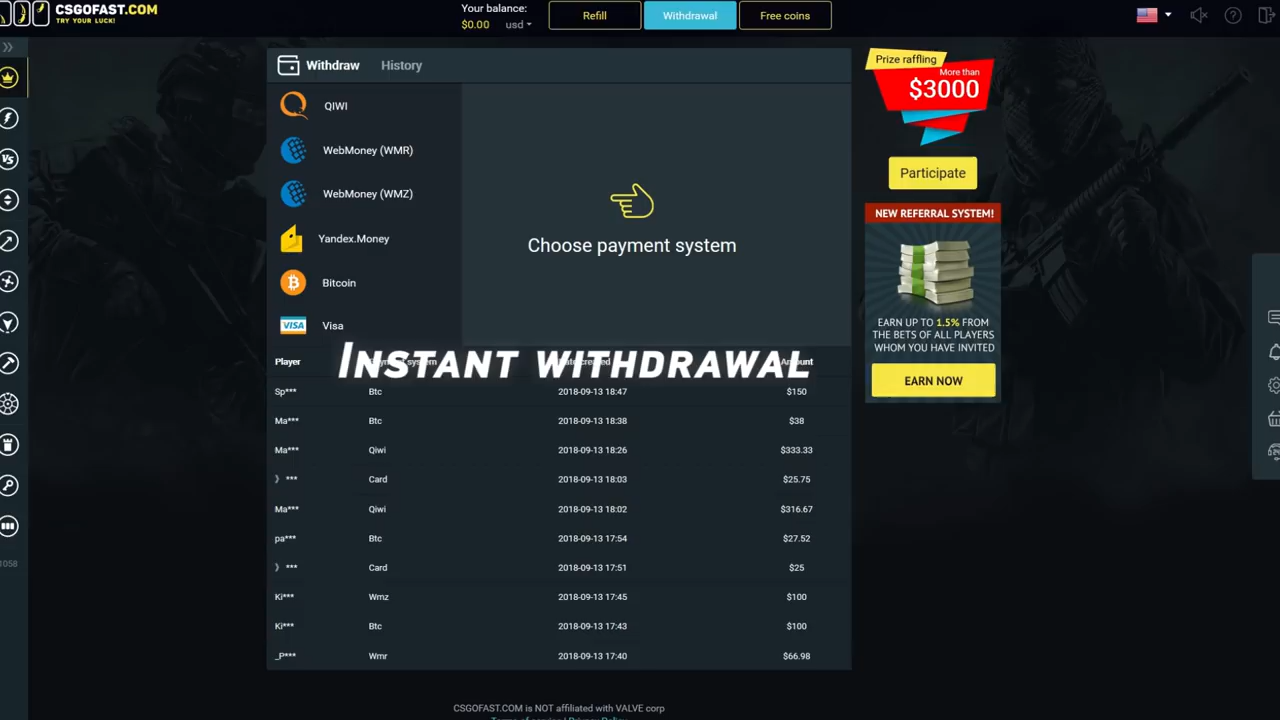 CSGOFAST.COM
TRY YOUR LUCK!
Your balance:
$0.00 usd
Refill
Withdrawal
Free coins
Withdraw History
QIWI
WebMoney (WMR)
WebMoney (WMZ)
Yandex.Money
Bitcoin
VISA Visa
Choose payment system
Prize raffling
More than
$3000
Participate
NEW REFERRAL SYSTEM!
EARN UP TO 1.5% FROM
THE BETS OF ALL PLAYERS
WHOM YOU HAVE INVITED
EARN NOW
INSTANT WITHDRAWAL
Player
Sp*** Btc 2018-09-13 18:47 $150
Ma*** Btc 2018-09-13 18:38 $38
Ma*** Qiwi 2018-09-13 18:26 $333.33
*** Card 2018-09-13 18:03 $25.75
Ma*** Qiwi 2018-09-13 18:02 $316.67
pa*** Btc 2018-09-13 17:54 $27.52
*** Card 2018-09-13 17:51 $25
Ki*** Wmz 2018-09-13 17:45 $100
Ki*** Btc 2018-09-13 17:43 $100
_P*** Wmr 2018-09-13 17:40 $66.98
1058
CSGOFAST.COM is NOT affiliated with VALVE corp
Terms of service | Privacy Policy